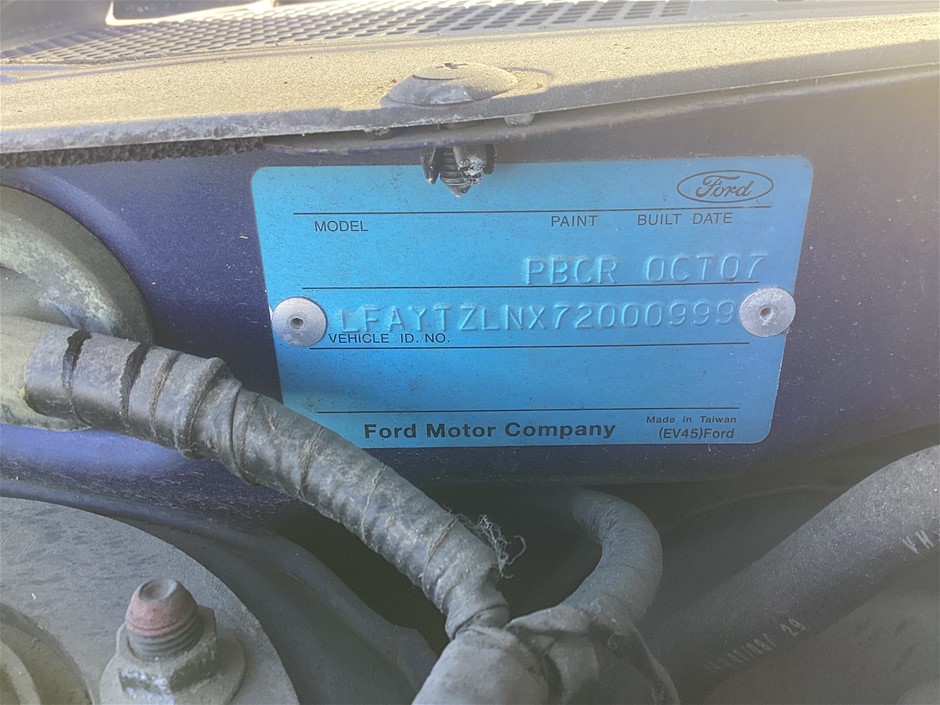 Ford
MODEL PAINT BUILT DATE
PBCR OCT07
LFAYTZLNX72000999
VEHICLE ID. NO.
Ford Motor Company
Made in Taiwan
(EV45)Ford